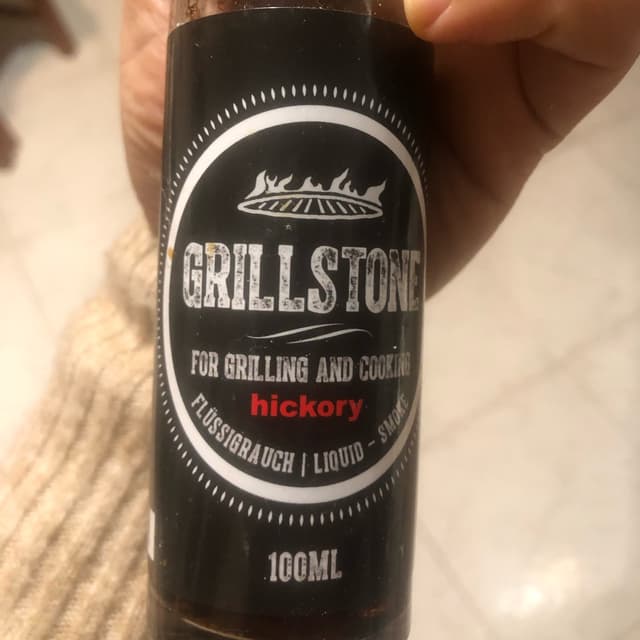 GRILLSTONE
FOR GRILLING AND COOKING
hickory
FLÜSSIGRAUCH | LIQUID - SMOKE
100ML